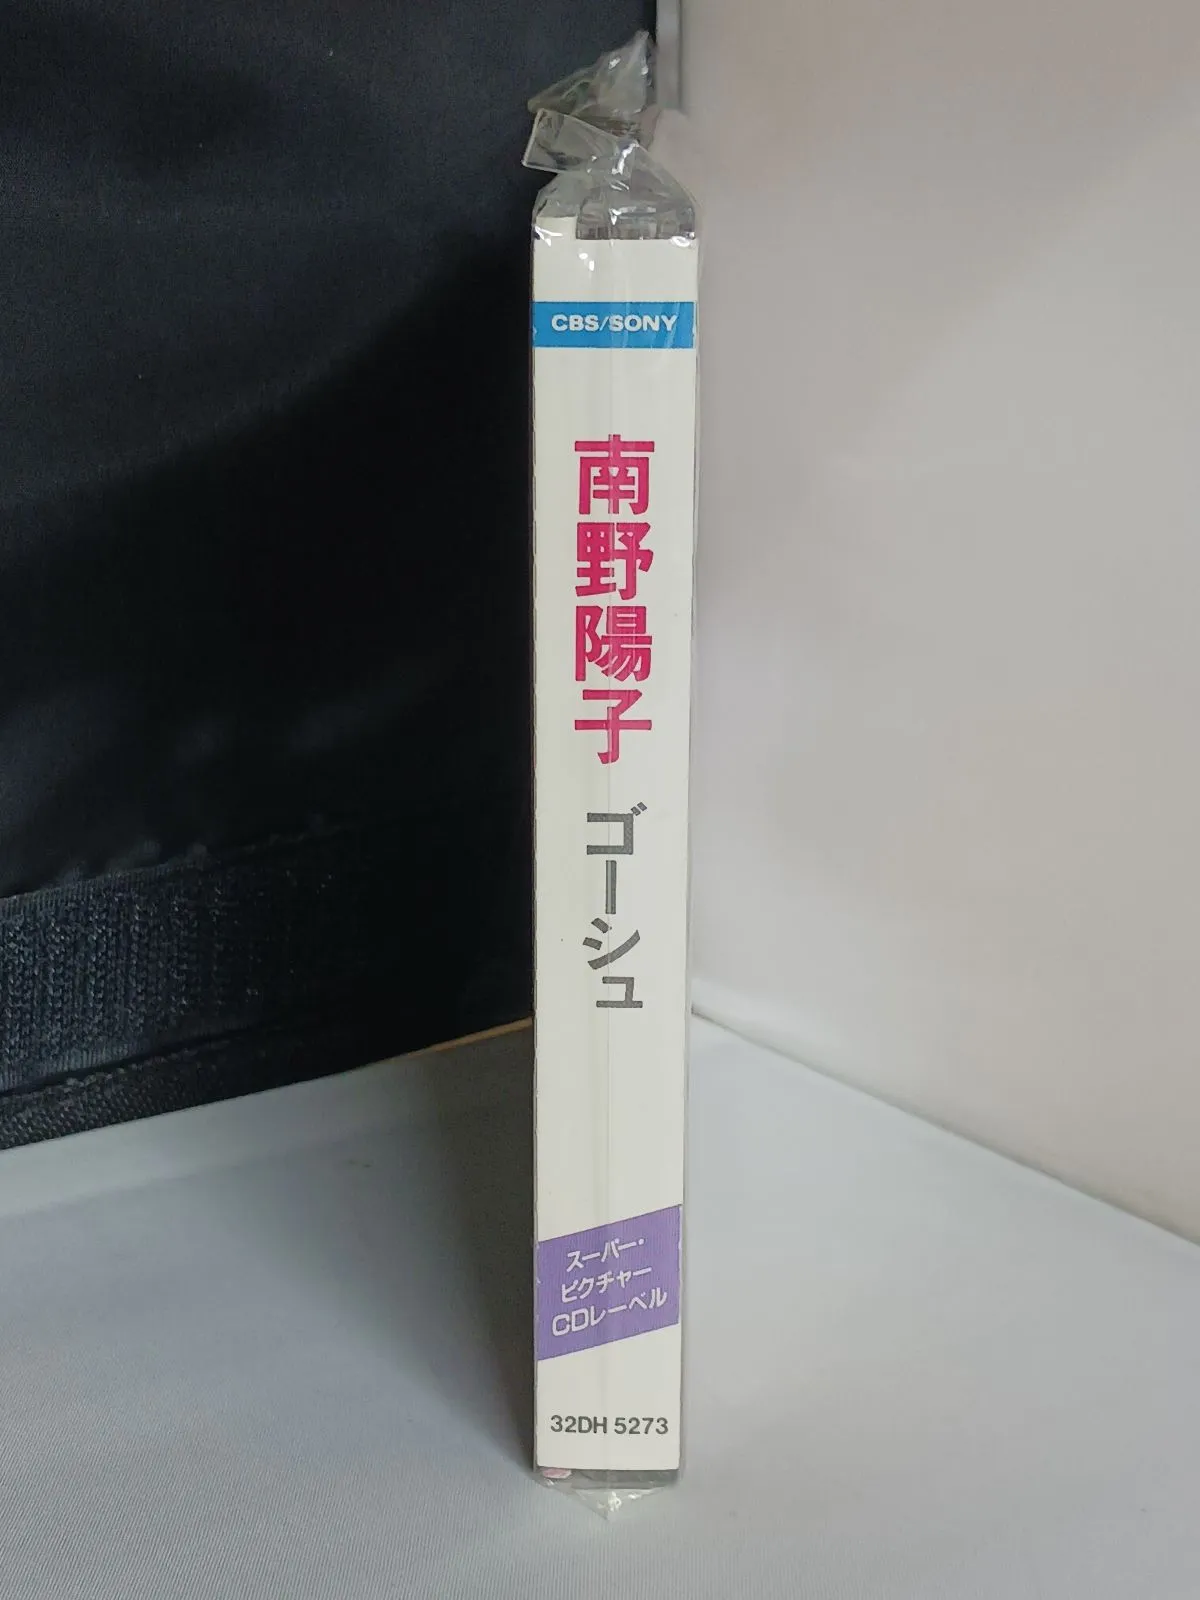 CBS/SONY
南野陽子
ゴーシュ
スーパー・
ピクチャー
CDレーベル
32DH 5273